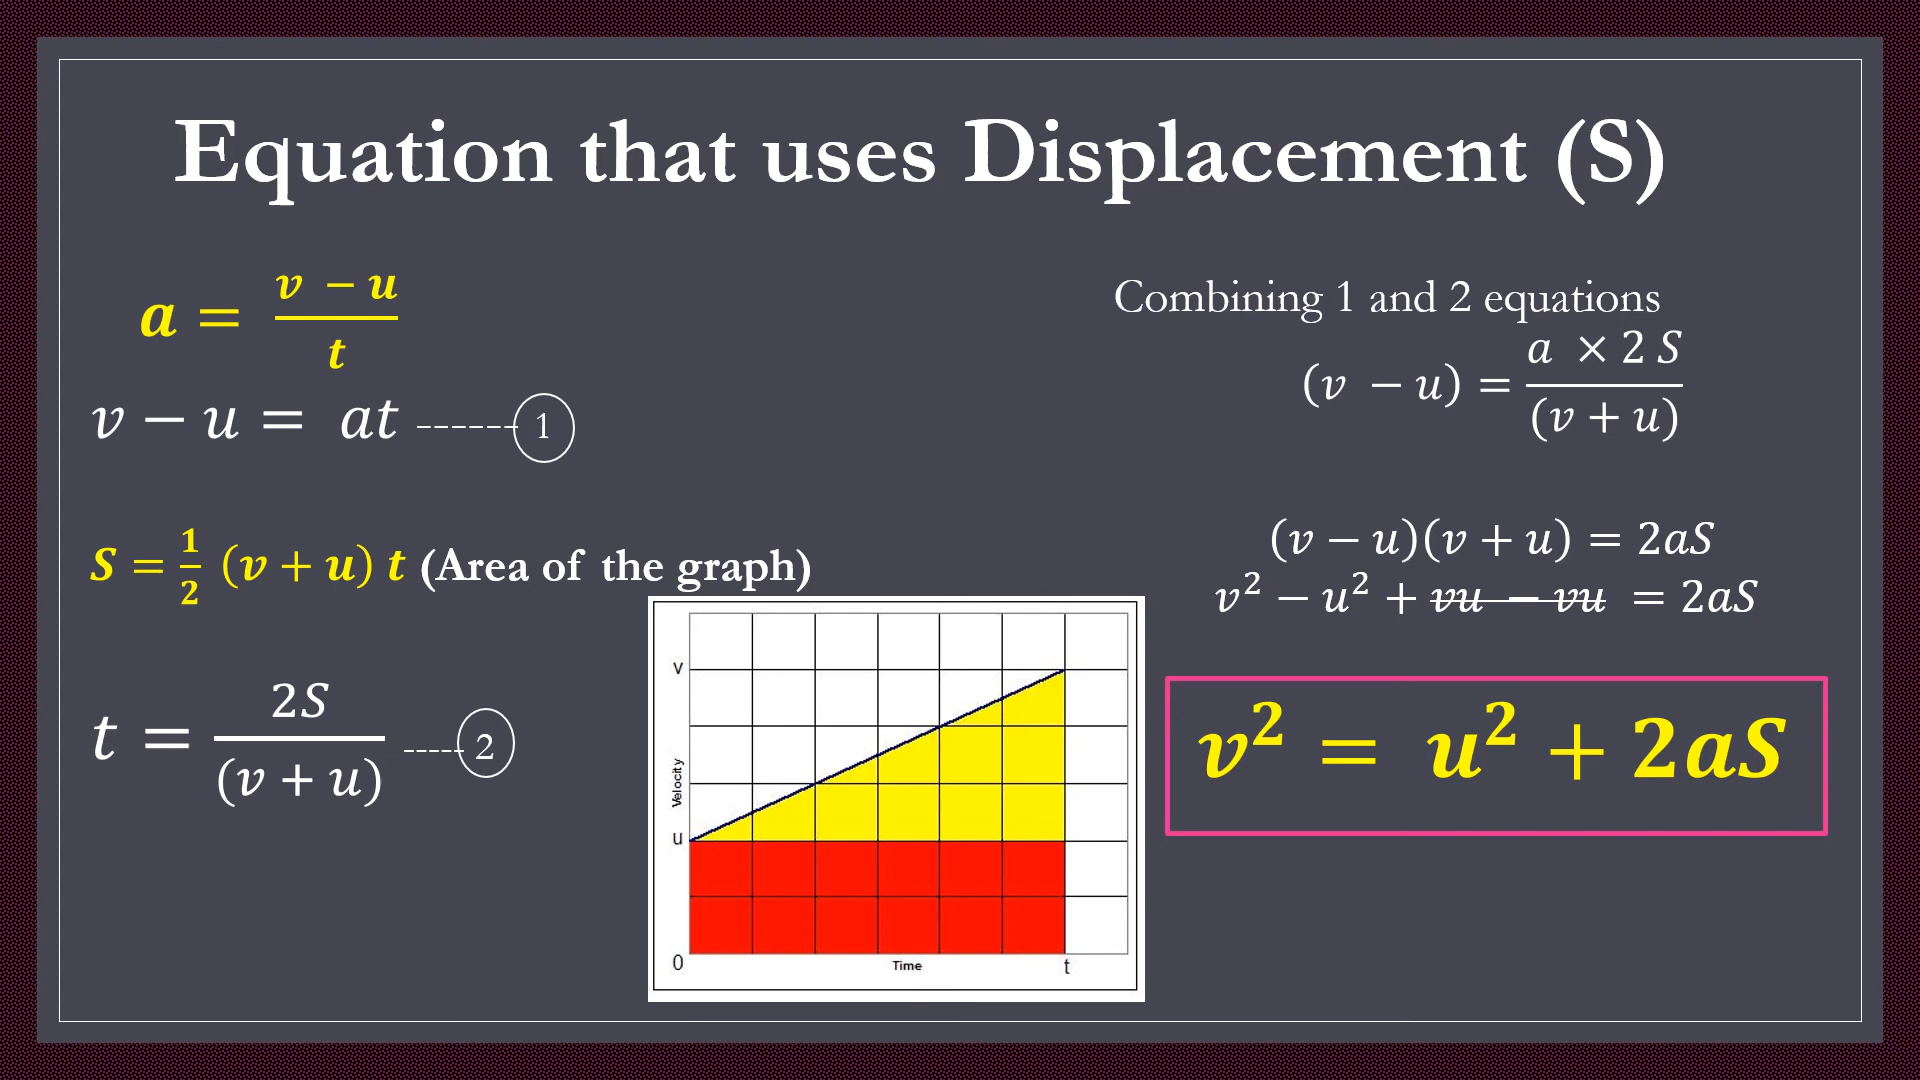 Equation that uses Displacement (S)
a = v − u / t
v − u = at ------ 1
S = 1/2 (v + u) t (Area of the graph)
t = 2S / (v + u) ----- 2
Combining 1 and 2 equations
(v − u) = a × 2 S / (v + u)
(v − u)(v + u) = 2aS
v² − u² + vu − vu = 2aS
v² = u² + 2aS
v
Velocity
u
0
Time
t